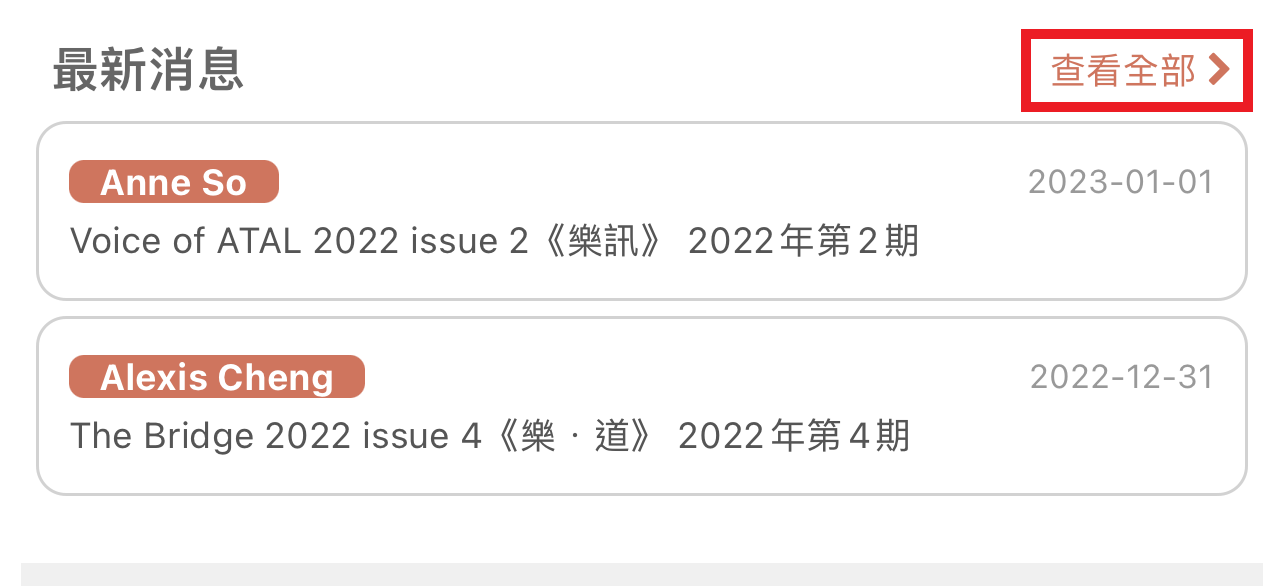 最新消息
查看全部
Anne So
2023-01-01
Voice of ATAL 2022 issue 2《樂訊》 2022年第2期
Alexis Cheng
2022-12-31
The Bridge 2022 issue 4《樂‧道》 2022年第4期